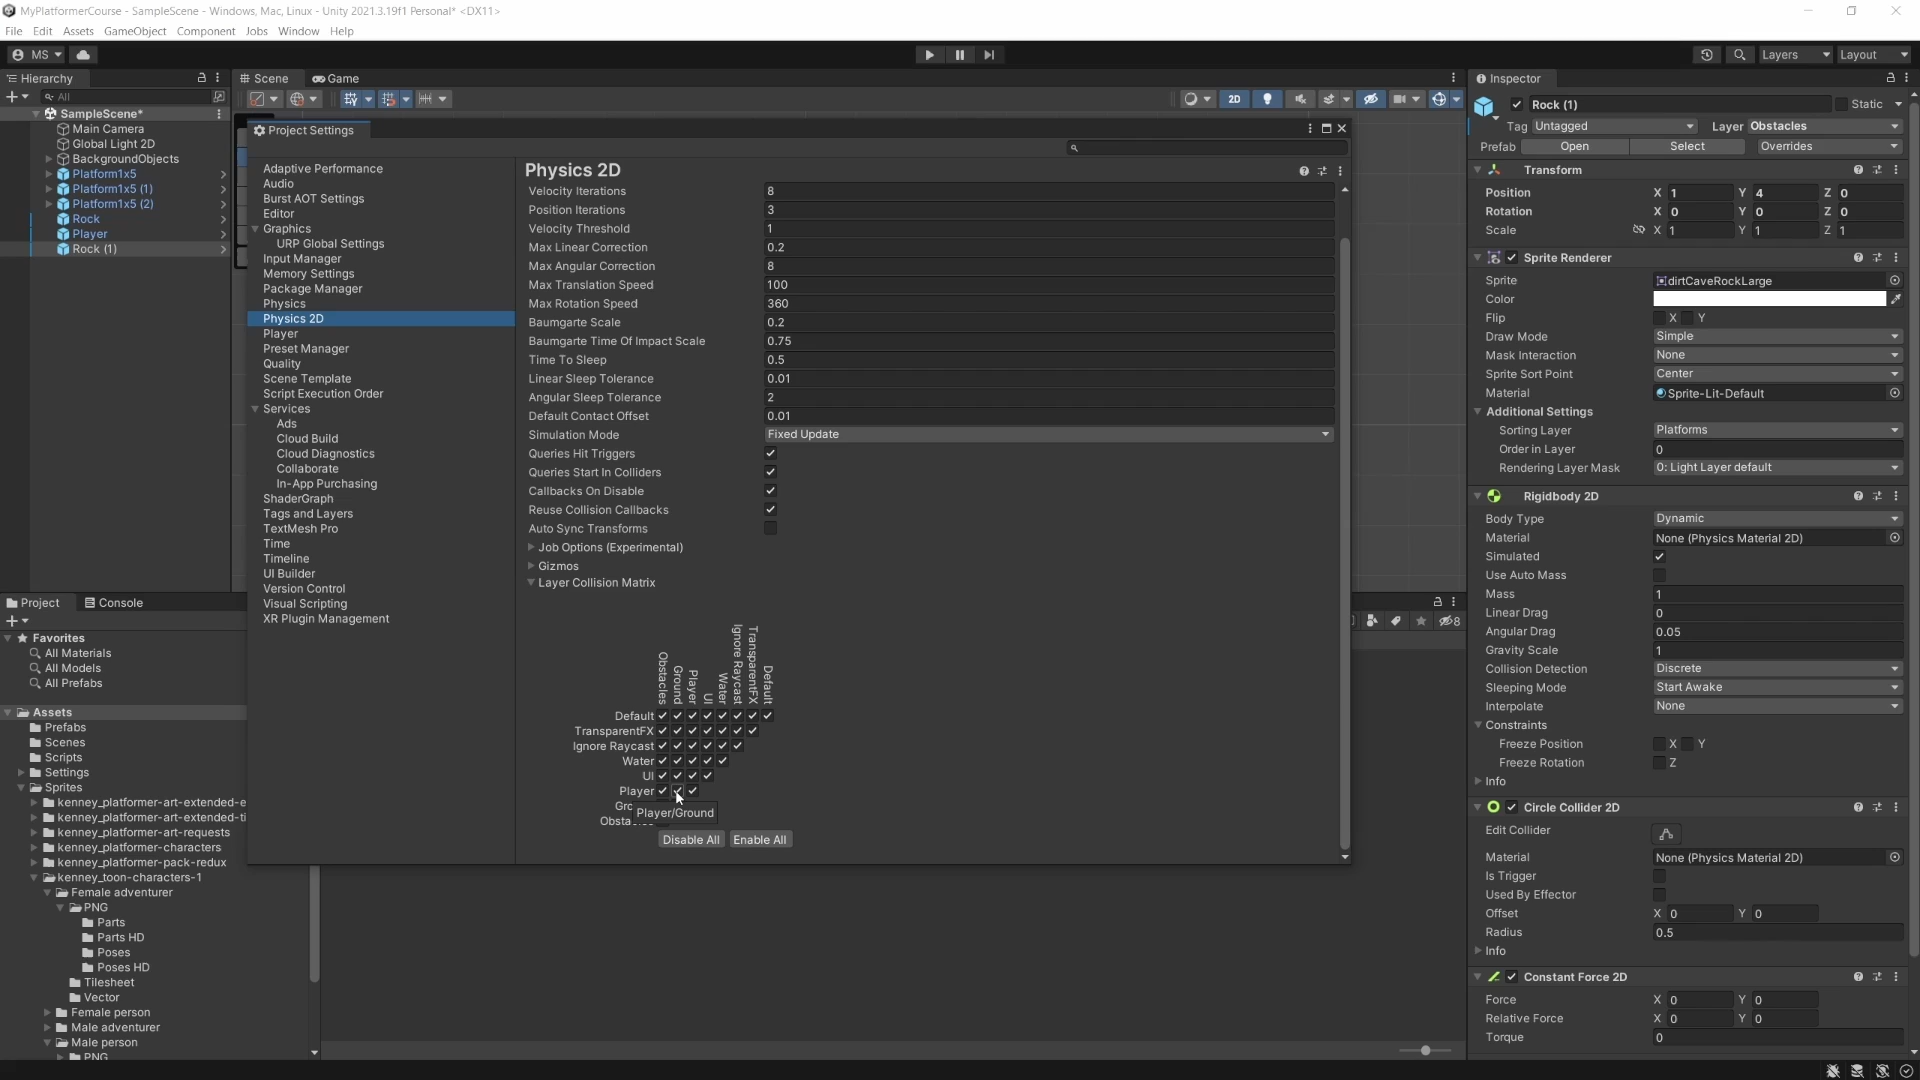 MyPlatformerCourse - SampleScene - Windows, Mac, Linux - Unity 2021.3.19f1 Personal* <DX11>
File Edit Assets GameObject Component Jobs Window Help
MS Layers Layout
Hierarchy
All
SampleScene*
Main Camera
Global Light 2D
BackgroundObjects
Platform1x5
Platform1x5 (1)
Platform1x5 (2)
Rock
Player
Rock (1)
Scene Game
2D
Project Settings
Adaptive Performance
Audio
Burst AOT Settings
Editor
Graphics
URP Global Settings
Input Manager
Memory Settings
Package Manager
Physics
Physics 2D
Player
Preset Manager
Quality
Scene Template
Script Execution Order
Services
Ads
Cloud Build
Cloud Diagnostics
Collaborate
In-App Purchasing
ShaderGraph
Tags and Layers
TextMesh Pro
Time
Timeline
UI Builder
Version Control
Visual Scripting
XR Plugin Management
Physics 2D
Velocity Iterations 8
Position Iterations 3
Velocity Threshold 1
Max Linear Correction 0.2
Max Angular Correction 8
Max Translation Speed 100
Max Rotation Speed 360
Baumgarte Scale 0.2
Baumgarte Time Of Impact Scale 0.75
Time To Sleep 0.5
Linear Sleep Tolerance 0.01
Angular Sleep Tolerance 2
Default Contact Offset 0.01
Simulation Mode Fixed Update
Queries Hit Triggers
Queries Start In Colliders
Callbacks On Disable
Reuse Collision Callbacks
Auto Sync Transforms
Job Options (Experimental)
Gizmos
Layer Collision Matrix
Obstacles
Ground
Player
UI
Water
Ignore Raycast
TransparentFX
Default
Default
TransparentFX
Ignore Raycast
Water
UI
Player
Player/Ground
Disable All Enable All
Project Console
Favorites
All Materials
All Models
All Prefabs
Assets
Prefabs
Scenes
Scripts
Settings
Sprites
kenney_platformer-art-extended-e
kenney_platformer-art-extended-ti
kenney_platformer-art-requests
kenney_platformer-characters
kenney_platformer-pack-redux
kenney_toon-characters-1
Female adventurer
PNG
Parts
Parts HD
Poses
Poses HD
Tilesheet
Vector
Female person
Male adventurer
Male person
PNG
8
Inspector
Rock (1) Static
Tag Untagged Layer Obstacles
Prefab Open Select Overrides
Transform
Position X 1 Y 4 Z 0
Rotation X 0 Y 0 Z 0
Scale X 1 Y 1 Z 1
Sprite Renderer
Sprite dirtCaveRockLarge
Color
Flip X Y
Draw Mode Simple
Mask Interaction None
Sprite Sort Point Center
Material Sprite-Lit-Default
Additional Settings
Sorting Layer Platforms
Order in Layer 0
Rendering Layer Mask 0: Light Layer default
Rigidbody 2D
Body Type Dynamic
Material None (Physics Material 2D)
Simulated
Use Auto Mass
Mass 1
Linear Drag 0
Angular Drag 0.05
Gravity Scale 1
Collision Detection Discrete
Sleeping Mode Start Awake
Interpolate None
Constraints
Freeze Position X Y
Freeze Rotation Z
Info
Circle Collider 2D
Edit Collider
Material None (Physics Material 2D)
Is Trigger
Used By Effector
Offset X 0 Y 0
Radius 0.5
Info
Constant Force 2D
Force X 0 Y 0
Relative Force X 0 Y 0
Torque 0